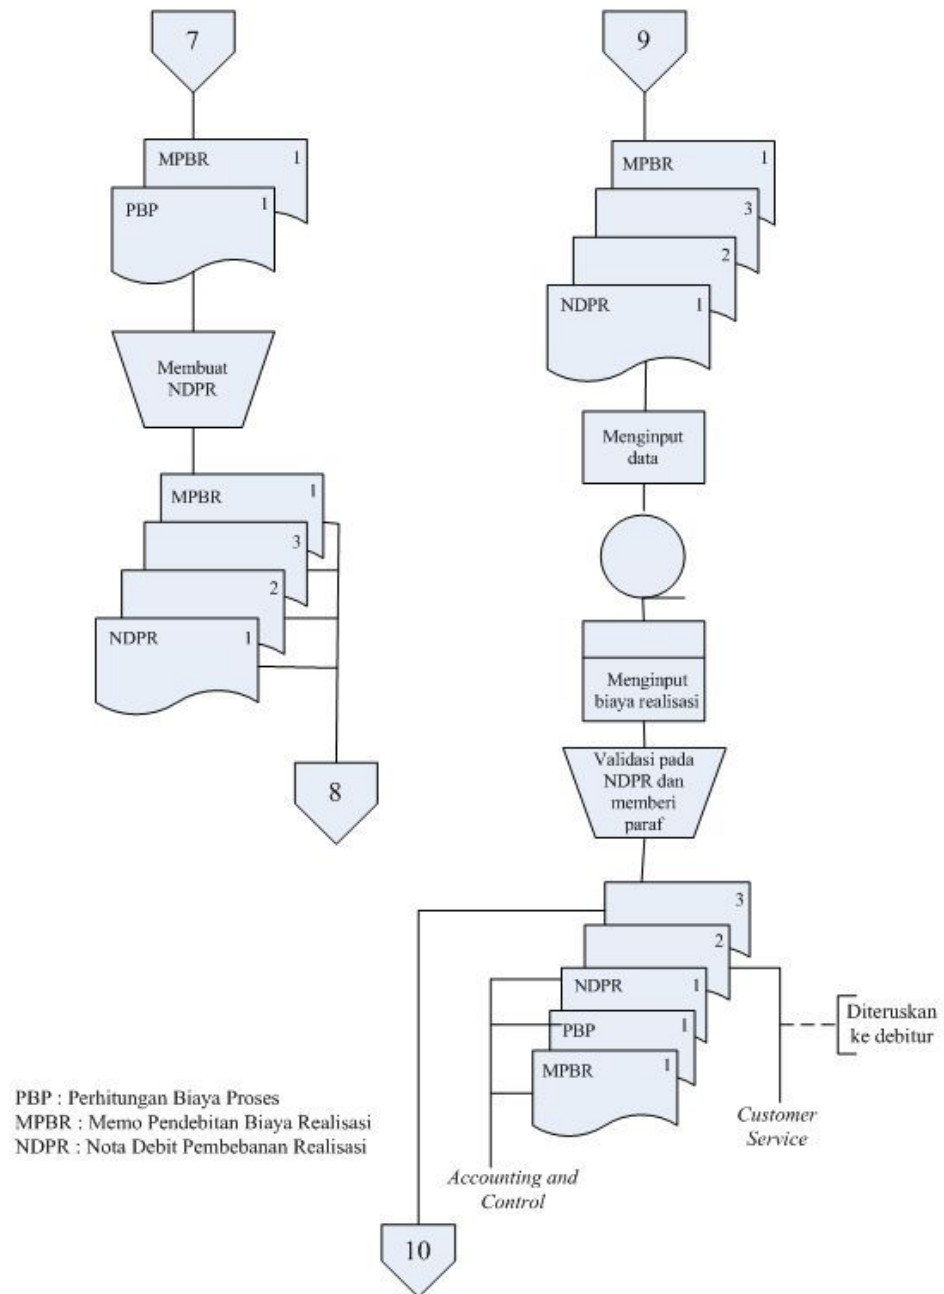 7
MPBR 1
PBP 1
Membuat
NDPR
MPBR 1
3
2
NDPR 1
8
9
MPBR 1
3
2
NDPR 1
Menginput
data
Menginput
biaya realisasi
Validasi pada
NDPR dan
memberi
paraf
3
2
NDPR 1
PBP 1
MPBR 1
Diteruskan
ke debitur
Customer
Service
Accounting and
Control
10
PBP : Perhitungan Biaya Proses
MPBR : Memo Pendebitan Biaya Realisasi
NDPR : Nota Debit Pembebanan Realisasi